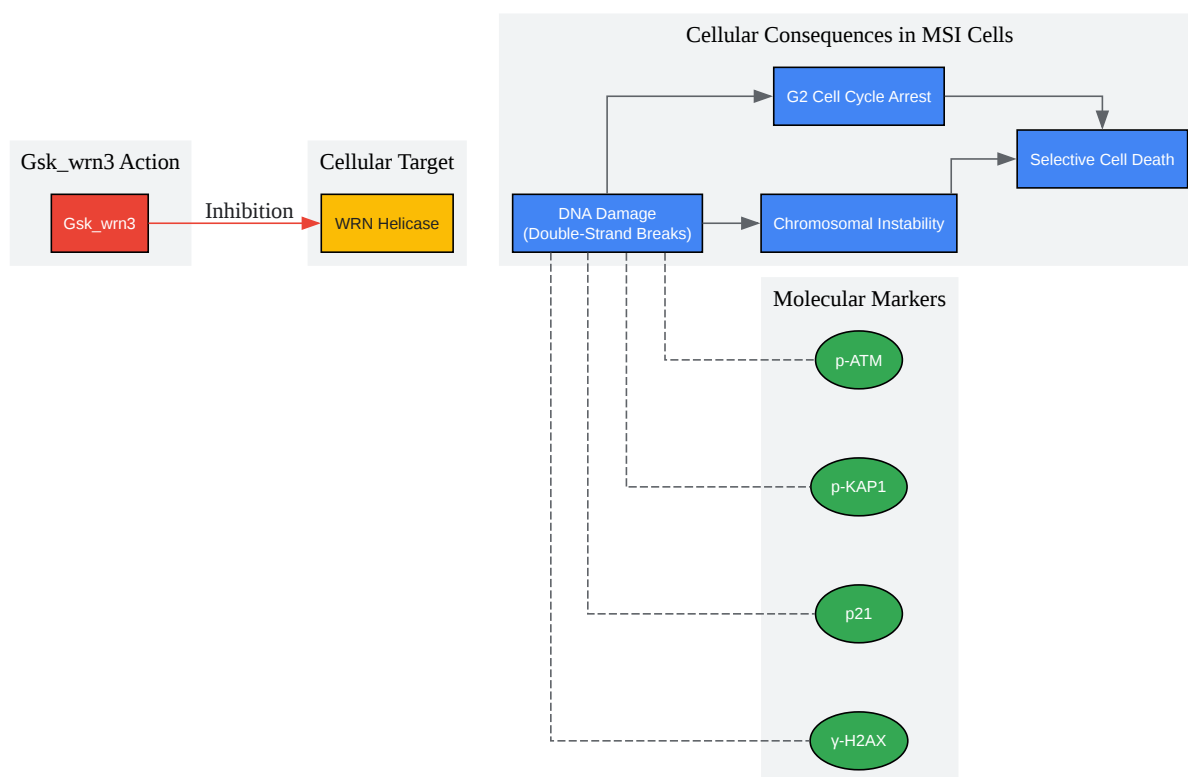 Cellular Consequences in MSI Cells
G2 Cell Cycle Arrest
Gsk_wrn3 Action
Cellular Target
Selective Cell Death
Gsk_wrn3
Inhibition
WRN Helicase
DNA Damage
(Double-Strand Breaks)
Chromosomal Instability
Molecular Markers
p-ATM
p-KAP1
p21
γ-H2AX